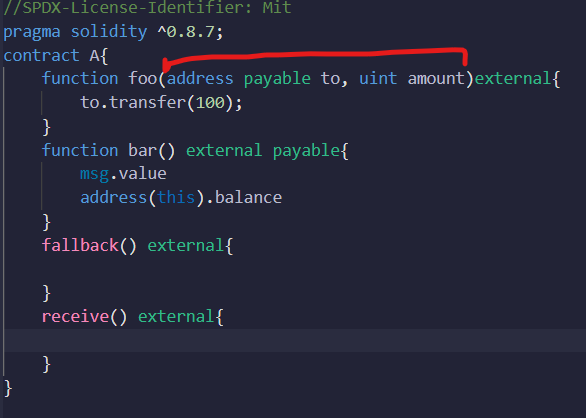 //SPDX-License-Identifier: Mit
pragma solidity ^0.8.7;
contract A{
    function foo(address payable to, uint amount)external{
        to.transfer(100);
    }
    function bar() external payable{
        msg.value
        address(this).balance
    }
    fallback() external{

    }
    receive() external{

    }
}